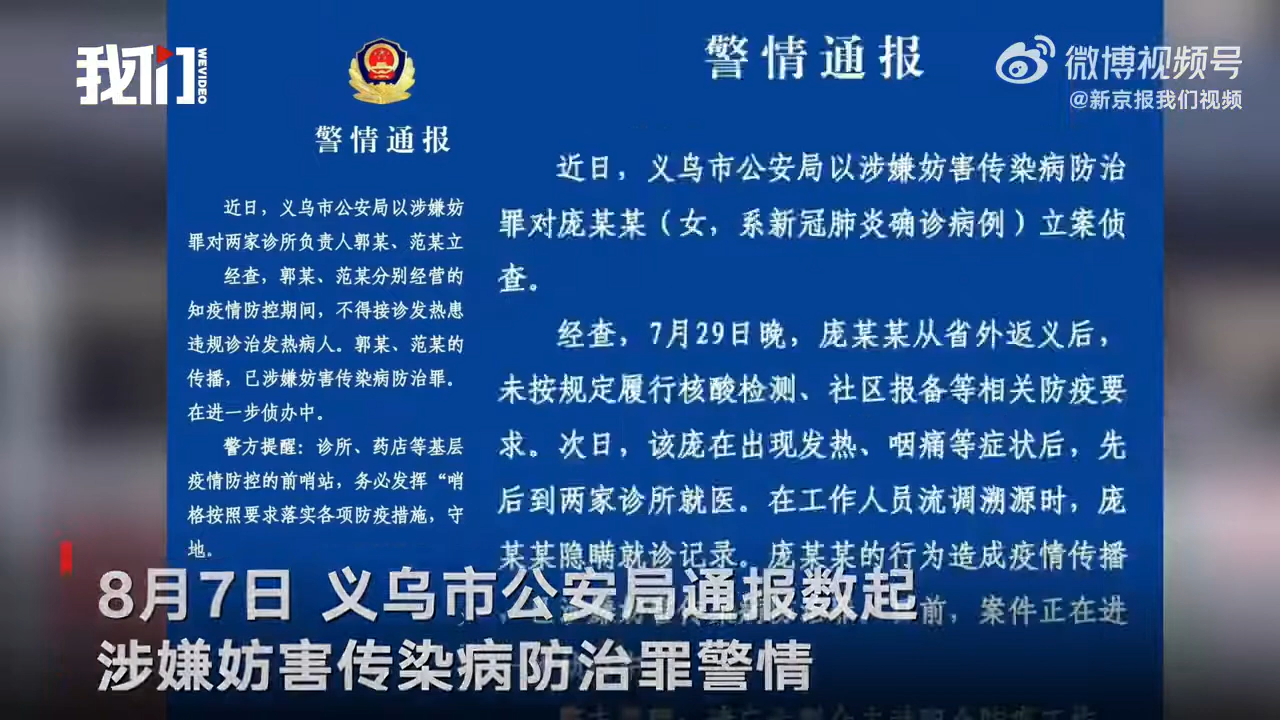 我们
WEVIDEO
微博视频号
@新京报我们视频
警情通报
近日，义乌市公安局以涉嫌妨
罪对两家诊所负责人郭某、范某立
经查，郭某、范某分别经营的
知疫情防控期间，不得接诊发热患
违规诊治发热病人。郭某、范某的
传播，已涉嫌妨害传染病防治罪。
在进一步侦办中。
警方提醒：诊所、药店等基层
疫情防控的前哨站，务必发挥“哨
格按照要求落实各项防疫措施，守
地。
警情通报
近日，义乌市公安局以涉嫌妨害传染病防治
罪对庞某某（女，系新冠肺炎确诊病例）立案侦
查。
经查，7月29日晚，庞某某从省外返义后，
未按规定履行核酸检测、社区报备等相关防疫要
求。次日，该庞在出现发热、咽痛等症状后，先
后到两家诊所就医。在工作人员流调溯源时，庞
某某隐瞒就诊记录。庞某某的行为造成疫情传播
前，案件正在进
8月7日 义乌市公安局通报数起
涉嫌妨害传染病防治罪警情